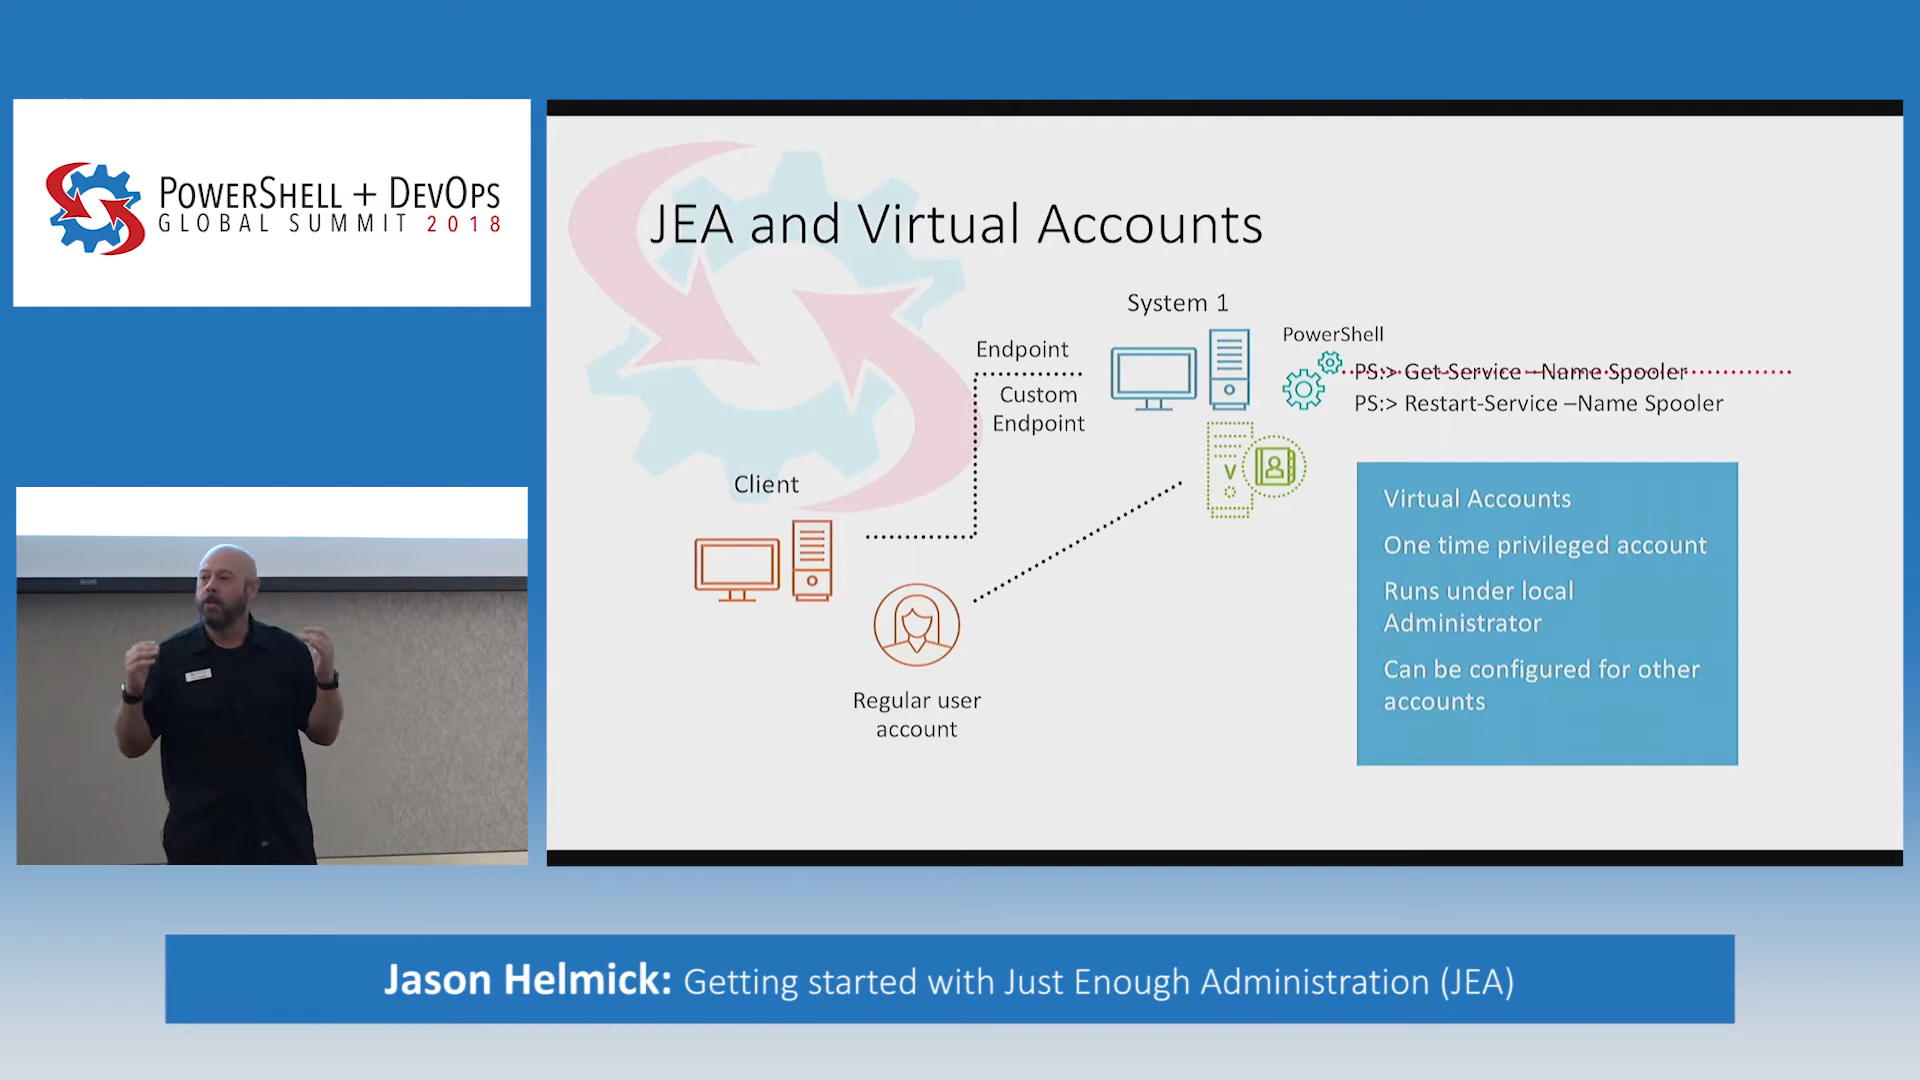 POWERSHELL + DEVOPS
GLOBAL SUMMIT 2018
JEA and Virtual Accounts
System 1
PowerShell
Endpoint
PS:> Get-Service –Name Spooler
Custom
Endpoint
PS:> Restart-Service –Name Spooler
V
Client
Regular user
account
Virtual Accounts
One time privileged account
Runs under local
Administrator
Can be configured for other
accounts
Jason Helmick: Getting started with Just Enough Administration (JEA)